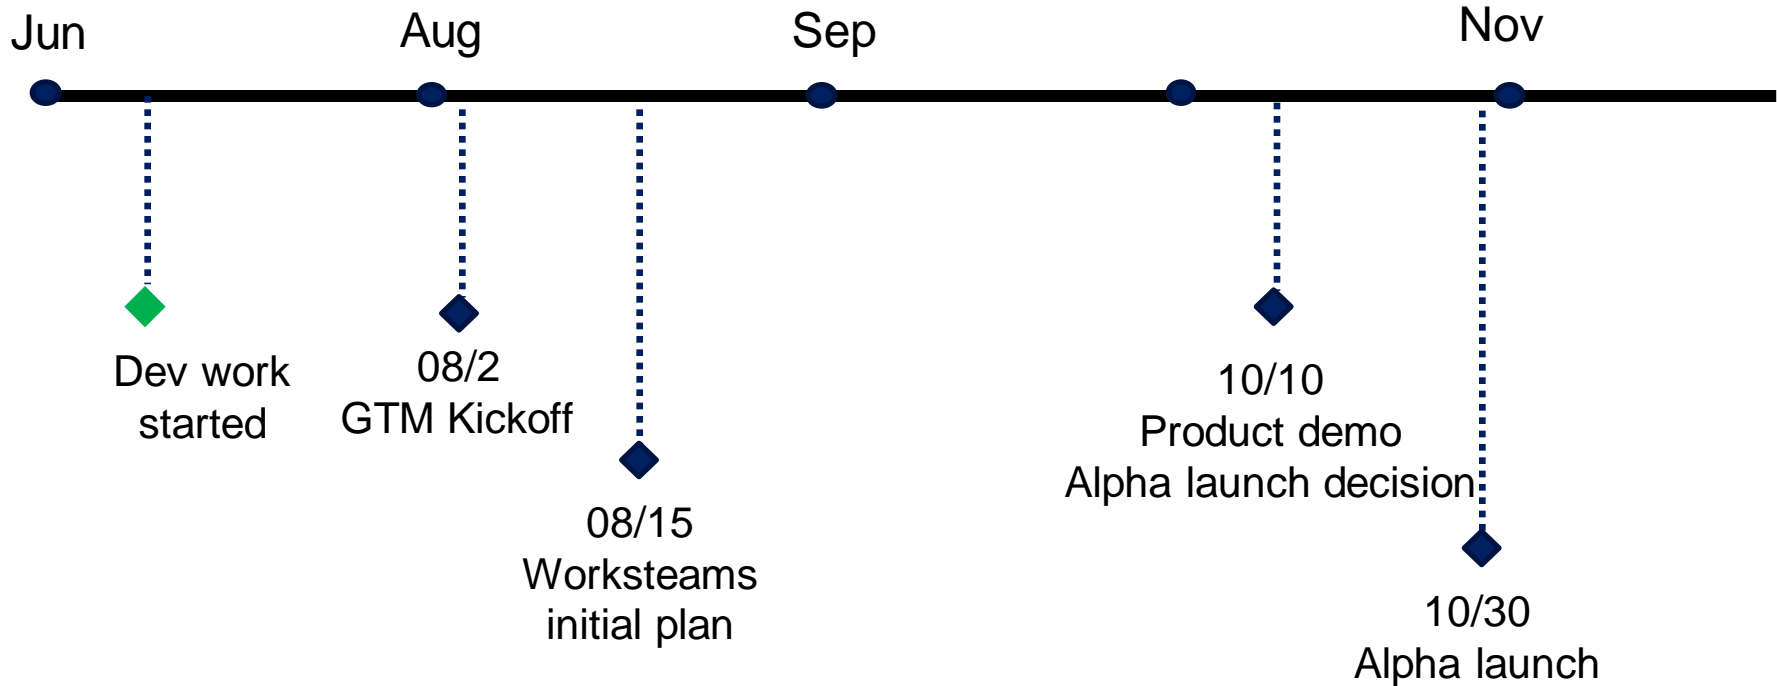 Jun
Aug
Sep
Nov
Dev work
started
08/2
GTM Kickoff
08/15
Worksteams
initial plan
10/10
Product demo
Alpha launch decision
10/30
Alpha launch